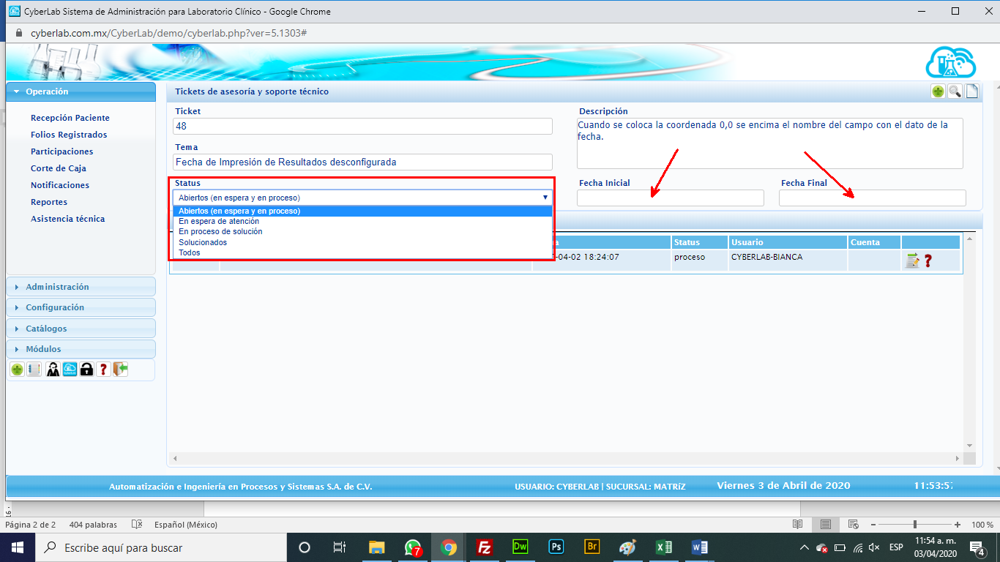 CyberLab Sistema de Administración para Laboratorio Clínico - Google Chrome
cyberlab.com.mx/CyberLab/demo/cyberlab.php?ver=5.1303#
Operación
Recepción Paciente
Folios Registrados
Participaciones
Corte de Caja
Notificaciones
Reportes
Asistencia técnica
Administración
Configuración
Catálogos
Módulos
Tickets de asesoría y soporte técnico
Ticket
48
Tema
Fecha de Impresión de Resultados desconfigurada
Status
Abiertos (en espera y en proceso)
Abiertos (en espera y en proceso)
En espera de atención
En proceso de solución
Solucionados
Todos
Descripción
Cuando se coloca la coordenada 0,0 se encima el nombre del campo con el dato de la
fecha.
Fecha Inicial
Fecha Final
Status
Usuario
Cuenta
-04-02 18:24:07
proceso
CYBERLAB-BIANCA
Automatización e Ingeniería en Procesos y Sistemas S.A. de C.V.
USUARIO: CYBERLAB | SUCURSAL: MATRíZ
Viernes 3 de Abril de 2020
11:53:57
Página 2 de 2
404 palabras
Español (México)
100 %
Escribe aquí para buscar
7
Fz
Dw
Ps
Br
ESP
11:54 a. m.
03/04/2020
4